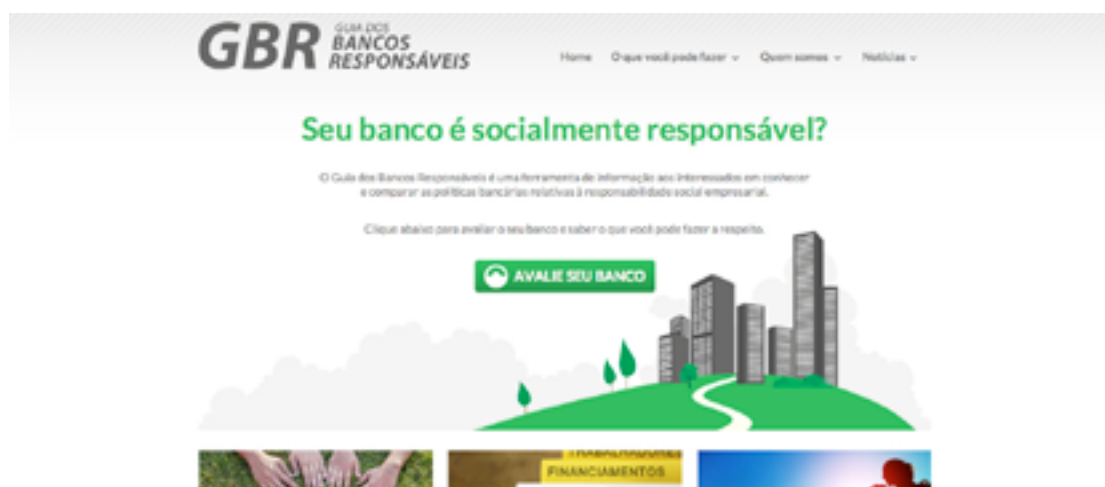 GBR
GUIA DOS
BANCOS
RESPONSÁVEIS
Home O que você pode fazer Quem somos Notícias
Seu banco é socialmente responsável?
O Guia dos Bancos Responsáveis é uma ferramenta de informação aos interessados em conhecer
e comparar as políticas bancárias relativas à responsabilidade social empresarial.
Clique abaixo para avaliar o seu banco e saber o que você pode fazer a respeito.
AVALIE SEU BANCO
TRABALHADORES
FINANCIAMENTOS